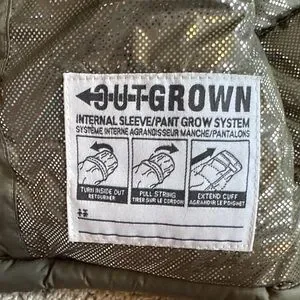 OUTGROWN
INTERNAL SLEEVE/PANT GROW SYSTEM
SYSTÈME INTERNE AGRANDISSEUR MANCHE/PANTALONS
TURN INSIDE OUT
RETOURNER
PULL STRING
TIRER SUR LE CORDON
EXTEND CUFF
AGRANDIR LE POIGNET